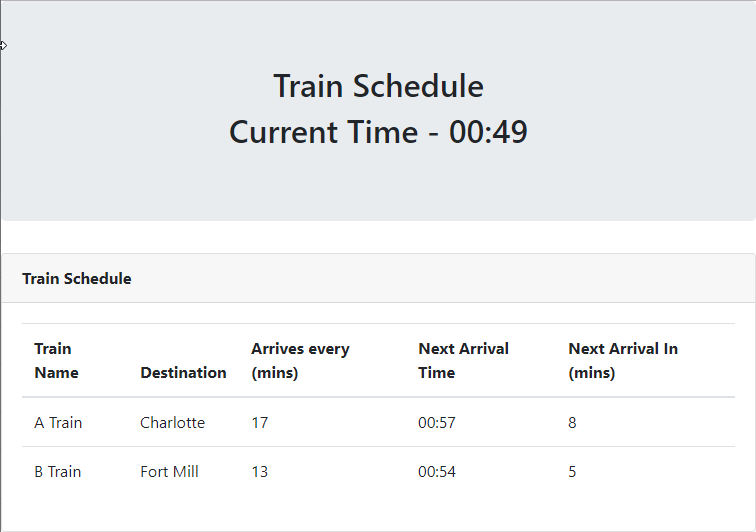 Train Schedule
Current Time - 00:49
Train Schedule
Train Name Destination Arrives every (mins) Next Arrival Time Next Arrival In (mins)
A Train Charlotte 17 00:57 8
B Train Fort Mill 13 00:54 5